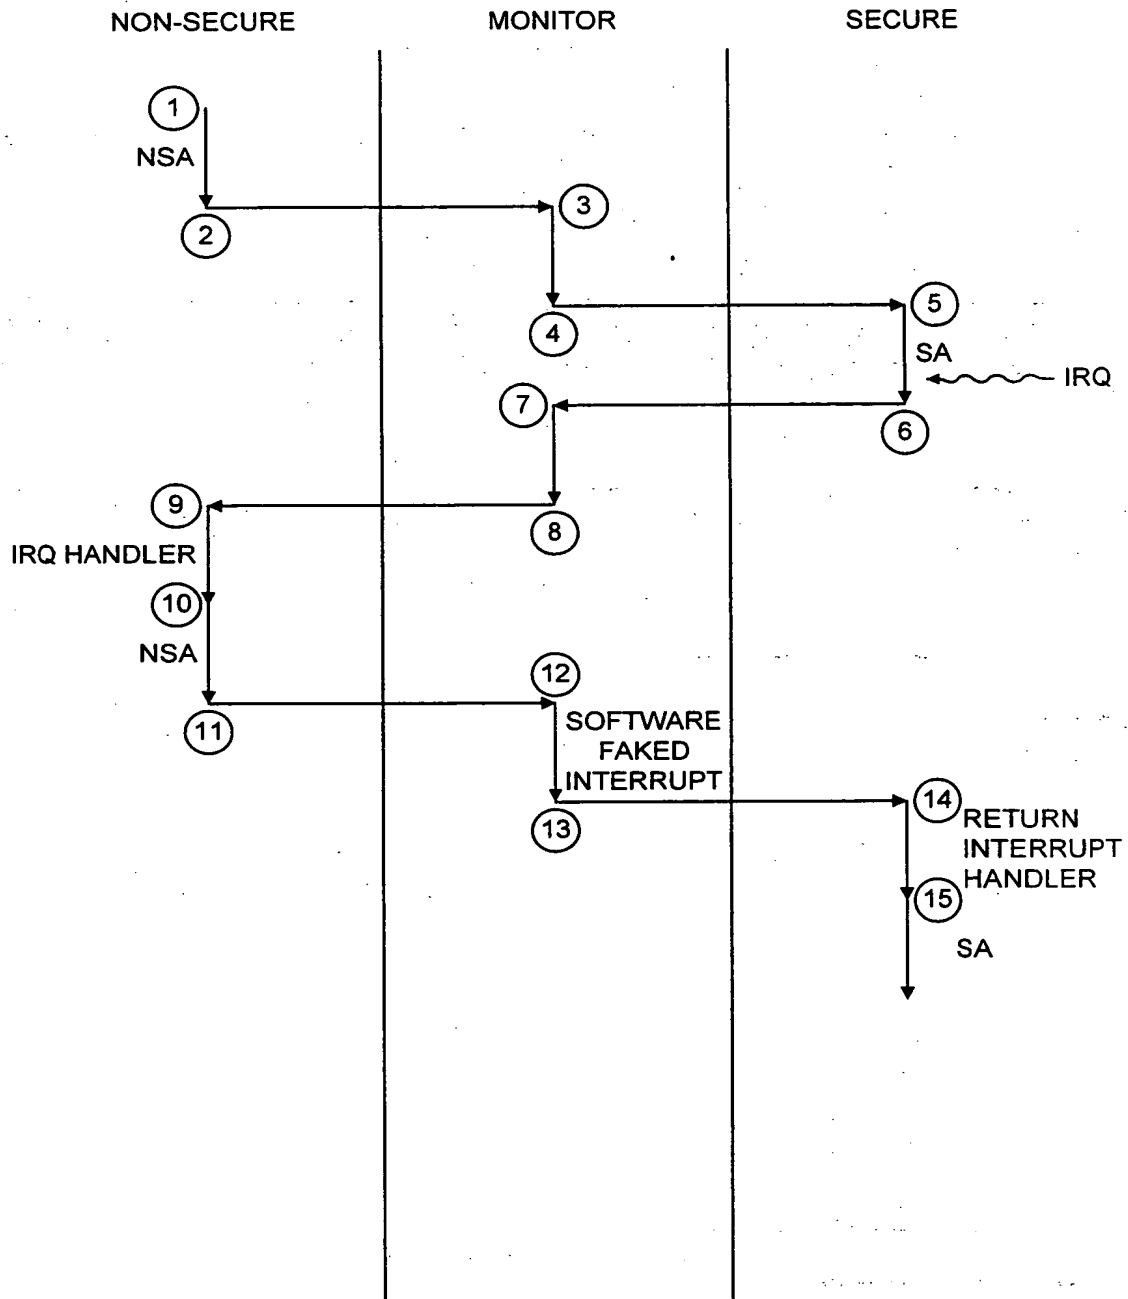 NON-SECURE
MONITOR
SECURE
1
NSA
2
3
4
5
SA
IRQ
6
7
8
9
IRQ HANDLER
10
NSA
11
12
SOFTWARE
FAKED
INTERRUPT
13
14
RETURN
INTERRUPT
HANDLER
15
SA